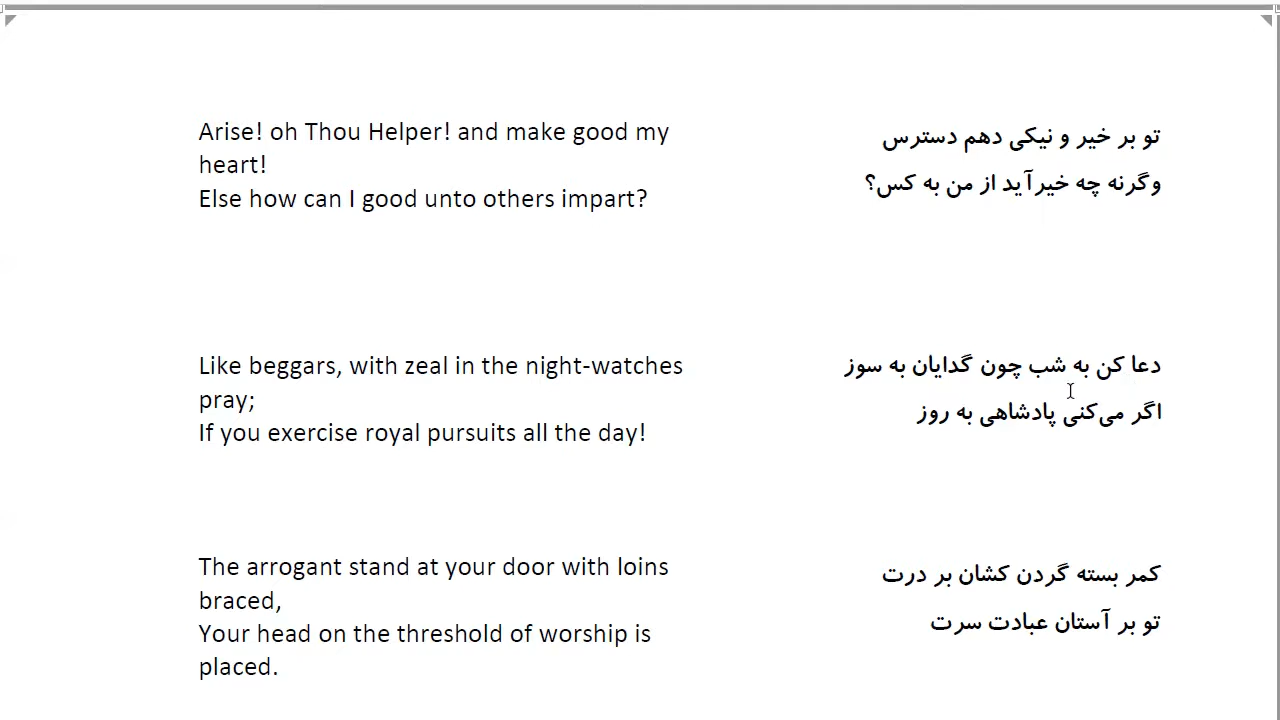 Arise! oh Thou Helper! and make good my
heart!
Else how can I good unto others impart?
تو بر خیر و نیکی دهم دسترس
وگرنه چه خیرآید از من به کس؟
Like beggars, with zeal in the night-watches
pray;
If you exercise royal pursuits all the day!
دعا کن به شب چون گدایان به سوز
اگر می‌کنی پادشاهی به روز
The arrogant stand at your door with loins
braced,
Your head on the threshold of worship is
placed.
کمر بسته گردن کشان بر درت
تو بر آستان عبادت سرت